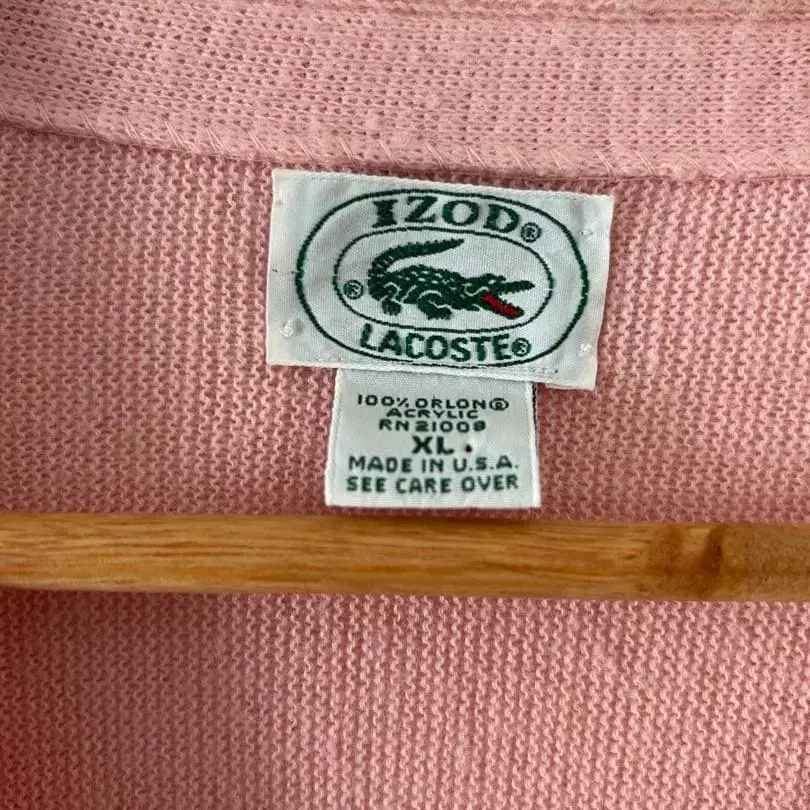 IZOD®
®
LACOSTE®
100% ORLON®
ACRYLIC
RN 21009
XL.
MADE IN U.S.A.
SEE CARE OVER